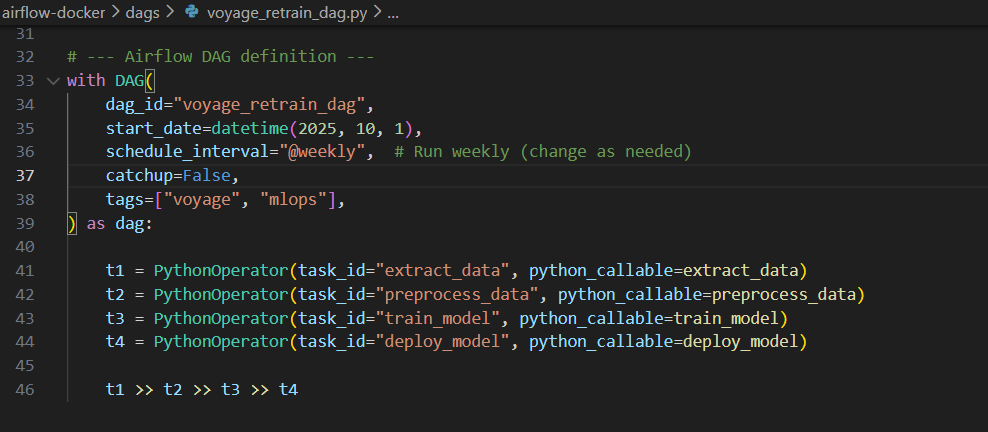 airflow-docker > dags > voyage_retrain_dag.py > ...
31
32 # --- Airflow DAG definition ---
33 with DAG(
34     dag_id="voyage_retrain_dag",
35     start_date=datetime(2025, 10, 1),
36     schedule_interval="@weekly",  # Run weekly (change as needed)
37     catchup=False,
38     tags=["voyage", "mlops"],
39 ) as dag:
40
41     t1 = PythonOperator(task_id="extract_data", python_callable=extract_data)
42     t2 = PythonOperator(task_id="preprocess_data", python_callable=preprocess_data)
43     t3 = PythonOperator(task_id="train_model", python_callable=train_model)
44     t4 = PythonOperator(task_id="deploy_model", python_callable=deploy_model)
45
46     t1 >> t2 >> t3 >> t4